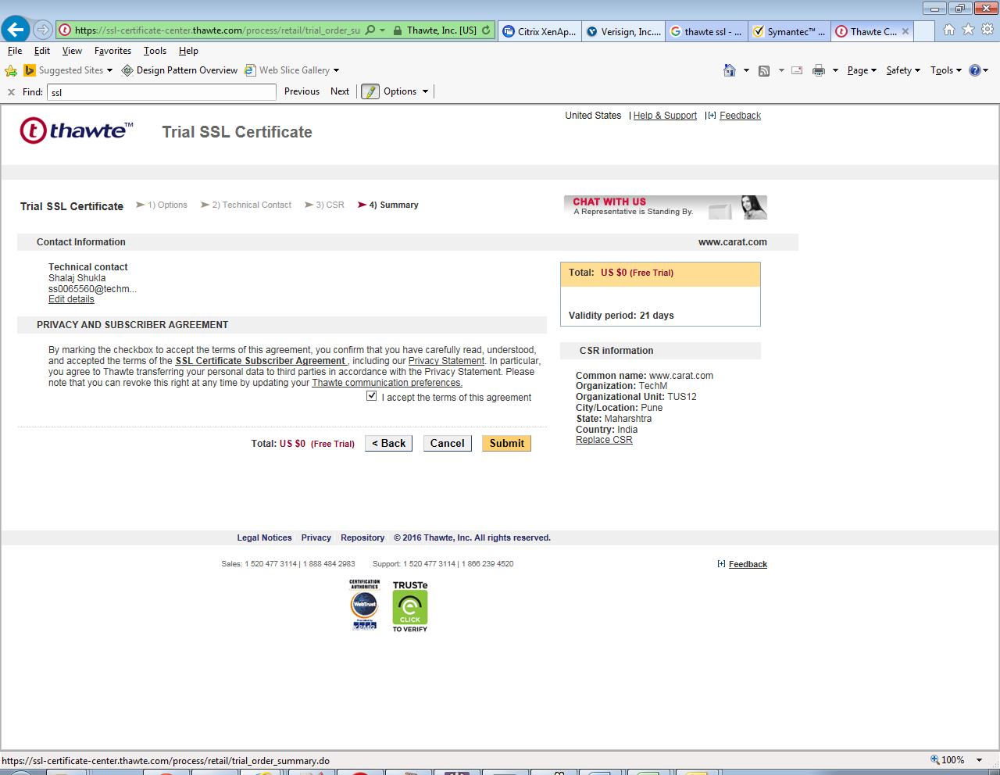 https://ssl-certificate-center.thawte.com/process/retail/trial_order_su
Thawte, Inc. [US]
Citrix XenAp...
Verisign, Inc....
thawte ssl - ...
Symantec™ ...
Thawte C...
File Edit View Favorites Tools Help
Suggested Sites
Design Pattern Overview
Web Slice Gallery
Page Safety Tools
x Find: ssl
Previous Next Options
thawte™
Trial SSL Certificate
United States | Help & Support | [+] Feedback
Trial SSL Certificate
1) Options
2) Technical Contact
3) CSR
4) Summary
CHAT WITH US
A Representative is Standing By.
Contact Information
www.carat.com
Technical contact
Shalaj Shukla
ss0065560@techm...
Edit details
Total: US $0 (Free Trial)
Validity period: 21 days
PRIVACY AND SUBSCRIBER AGREEMENT
By marking the checkbox to accept the terms of this agreement, you confirm that you have carefully read, understood,
and accepted the terms of the SSL Certificate Subscriber Agreement , including our Privacy Statement. In particular,
you agree to Thawte transferring your personal data to third parties in accordance with the Privacy Statement. Please
note that you can revoke this right at any time by updating your Thawte communication preferences.
I accept the terms of this agreement
CSR information
Common name: www.carat.com
Organization: TechM
Organizational Unit: TUS12
City/Location: Pune
State: Maharshtra
Country: India
Replace CSR
Total: US $0 (Free Trial)
< Back
Cancel
Submit
Legal Notices Privacy Repository © 2016 Thawte, Inc. All rights reserved.
Sales: 1 520 477 3114 | 1 888 484 2983 Support: 1 520 477 3114 | 1 866 239 4520
[+] Feedback
CERTIFICATION
AUTHORITIES
WebTrust
Provided by
KPMG
TRUSTe
CLICK
TO VERIFY
https://ssl-certificate-center.thawte.com/process/retail/trial_order_summary.do
100%